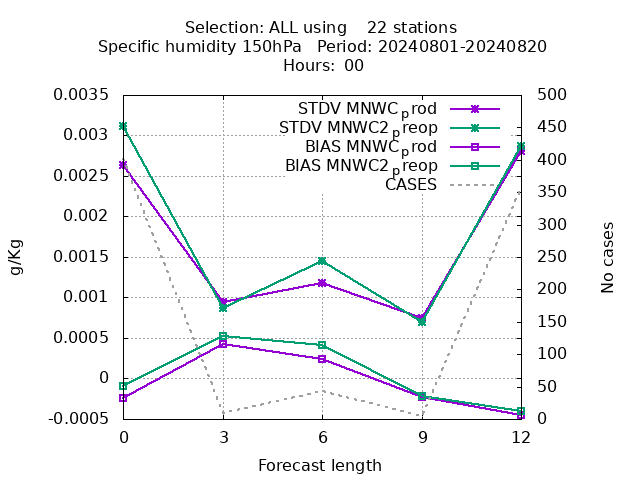 Selection: ALL using    22 stations
Specific humidity 150hPa   Period: 20240801-20240820
Hours:  00
STDV MNWC_prod
STDV MNWC2_preop
BIAS MNWC_prod
BIAS MNWC2_preop
CASES
0.0035
0.003
0.0025
0.002
0.0015
0.001
0.0005
0
-0.0005
g/Kg
500
450
400
350
300
250
200
150
100
50
0
No cases
0 3 6 9 12
Forecast length